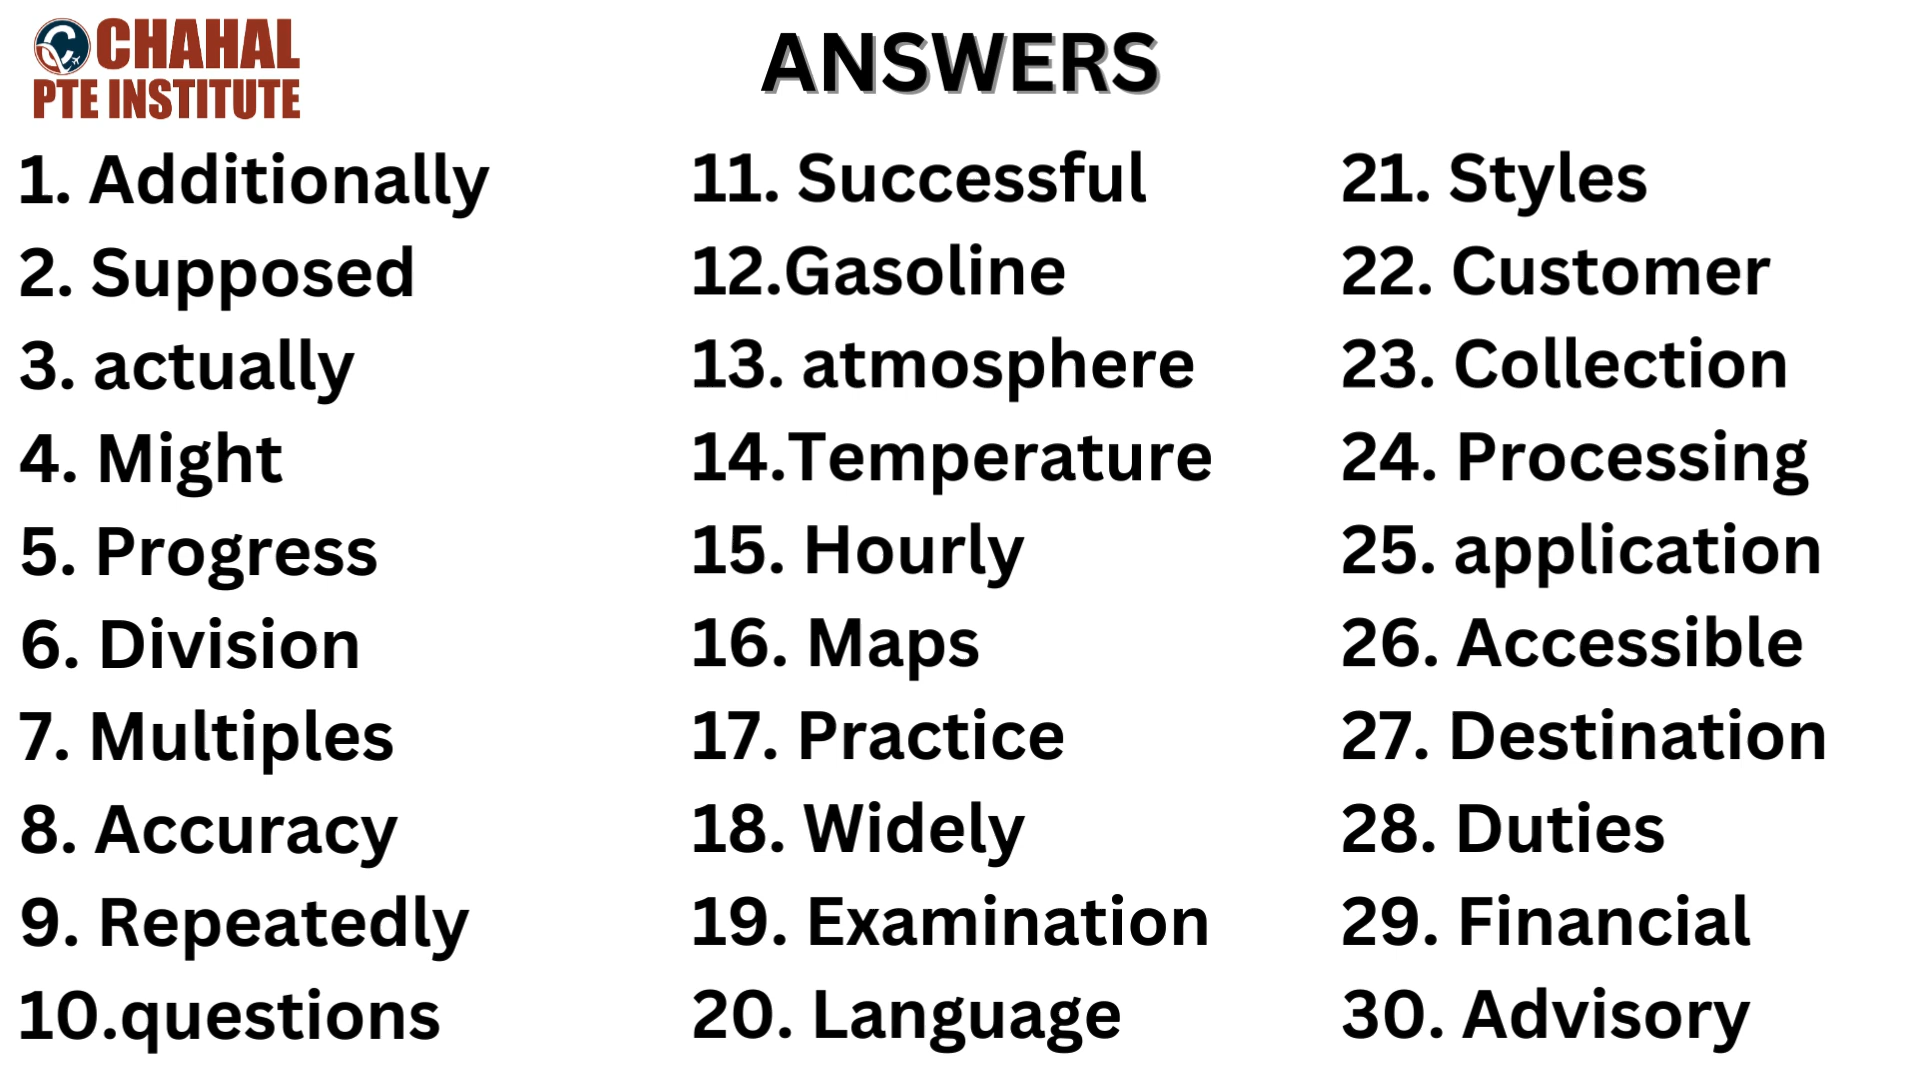 CHAHAL
PTE INSTITUTE
ANSWERS
1. Additionally
2. Supposed
3. actually
4. Might
5. Progress
6. Division
7. Multiples
8. Accuracy
9. Repeatedly
10.questions
11. Successful
12.Gasoline
13. atmosphere
14.Temperature
15. Hourly
16. Maps
17. Practice
18. Widely
19. Examination
20. Language
21. Styles
22. Customer
23. Collection
24. Processing
25. application
26. Accessible
27. Destination
28. Duties
29. Financial
30. Advisory